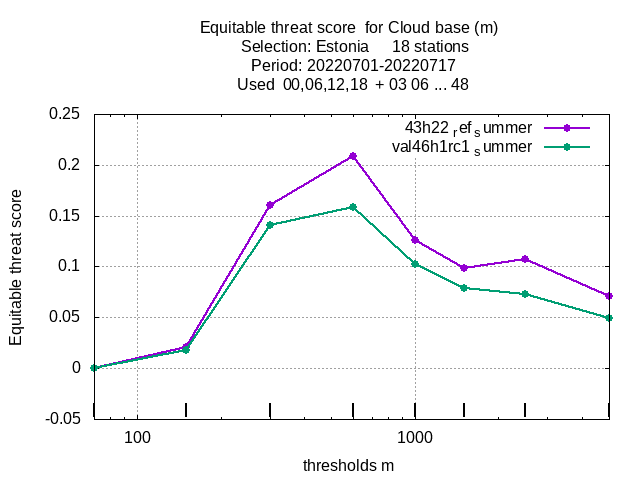 Equitable threat score  for Cloud base (m)
Selection: Estonia     18 stations
Period: 20220701-20220717
Used  00,06,12,18  + 03 06 ... 48
43h22 ref summer
val46h1rc1 summer
0.25
0.2
0.15
0.1
0.05
0
-0.05
Equitable threat score
100
1000
thresholds m